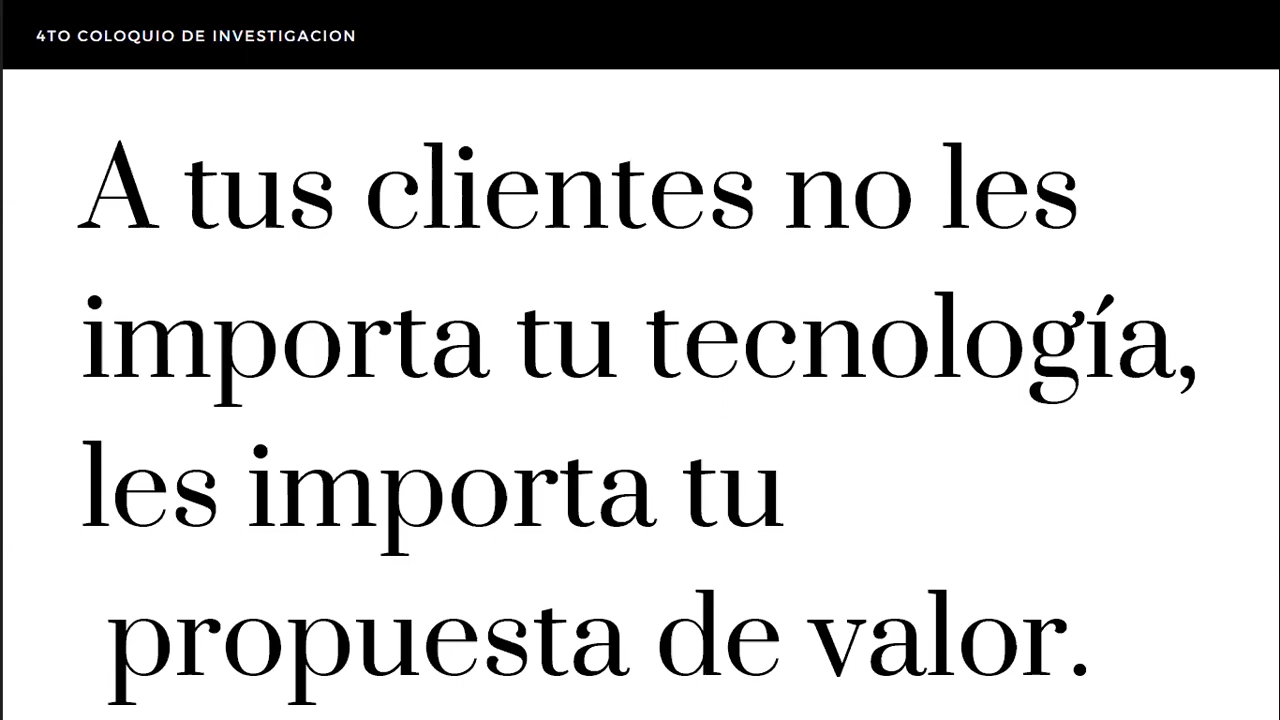 4TO COLOQUIO DE INVESTIGACION
A tus clientes no les
importa tu tecnología,
les importa tu
propuesta de valor.